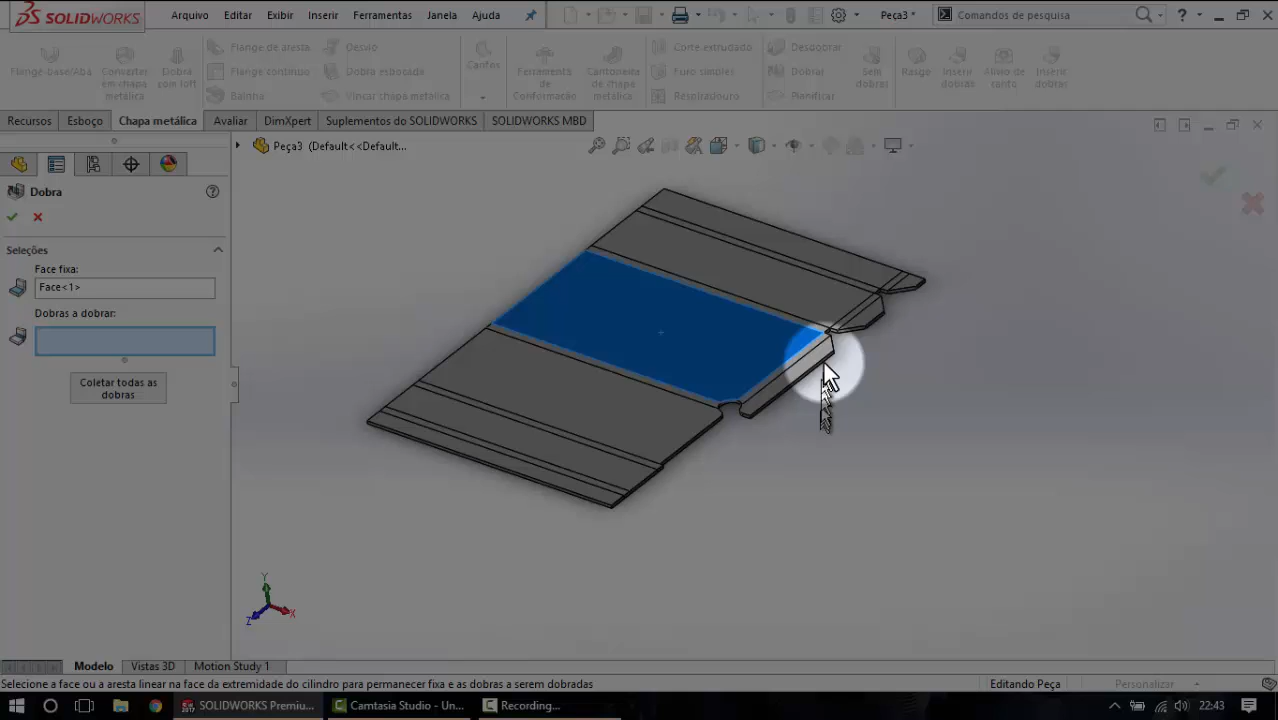 SOLIDWORKS
Arquivo Editar Exibir Inserir Ferramentas Janela Ajuda
Peça3 *
Comandos de pesquisa
Flange-base/Aba
Converter em chapa metálica
Dobra com loft
Flange de aresta
Flange contínuo
Bainha
Desvio
Dobra esboçada
Vincar chapa metálica
Cantos
Ferramenta de Conformação
Cantoneira de chapa metálica
Corte extrudado
Furo simples
Respiradouro
Desdobrar
Dobrar
Planificar
Sem dobras
Rasgo
Inserir dobras
Alívio de canto
Inserir dobras
Recursos Esboço Chapa metálica Avaliar DimXpert Suplementos do SOLIDWORKS SOLIDWORKS MBD
Peça3 (Default<<Default...
Dobra
Seleções
Face fixa:
Face<1>
Dobras a dobrar:
Coletar todas as
dobras
Y
X
Z
Modelo Vistas 3D Motion Study 1
Selecione a face ou a aresta linear na face da extremidade do cilindro para permanecer fixa e as dobras a serem dobradas
Editando Peça
Personalizar
SOLIDWORKS Premiu...
Camtasia Studio - Un...
Recording...
22:43